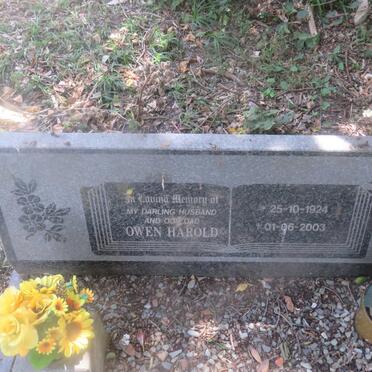 In Loving Memory of
MY DARLING HUSBAND
AND OUR DAD
OWEN HAROLD
* 25-10-1924
† 01-06-2003